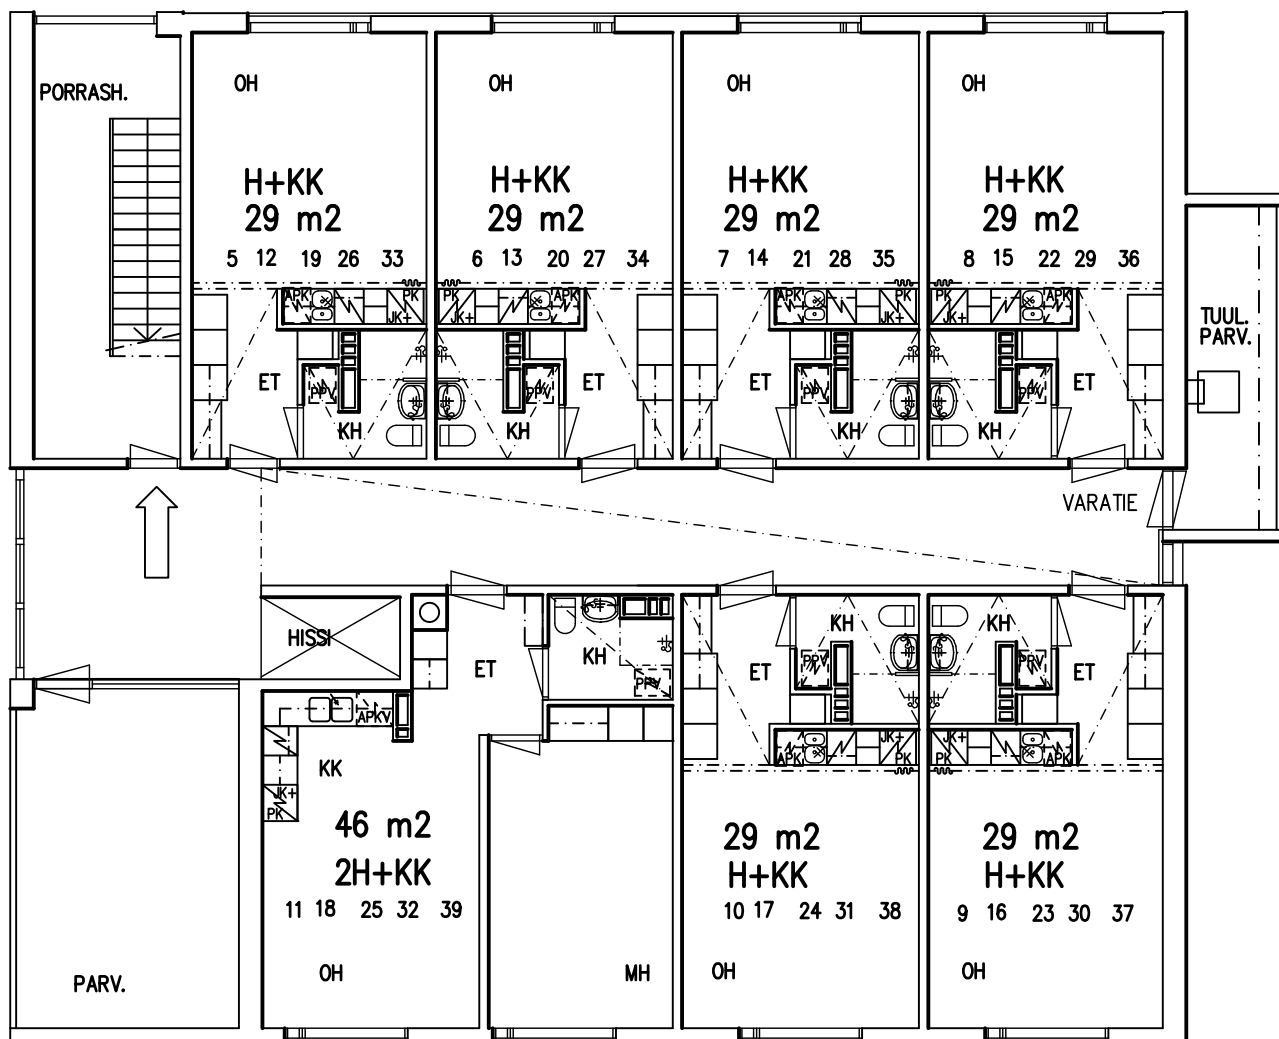 PORRASH.
OH
OH
OH
OH
H+KK
29 m2
H+KK
29 m2
H+KK
29 m2
H+KK
29 m2
5 12 19 26 33
6 13 20 27 34
7 14 21 28 35
8 15 22 29 36
APK
PK
JK+
PK
JK+
APK
APK
PK
JK+
PK
JK+
APK
TUUL.
PARV.
ET
PPV
KH
PPV
KH
ET
ET
PPV
KH
KH
PPV
ET
VARATIE
HISSI
ET
KH
PPV
ET
KH
PPV
KH
PPV
ET
APKV
KK
JK+
PK
APK
JK+
PK
JK+
PK
APK
46 m2
2H+KK
29 m2
H+KK
29 m2
H+KK
11 18 25 32 39
10 17 24 31 38
9 16 23 30 37
PARV.
OH
MH
OH
OH